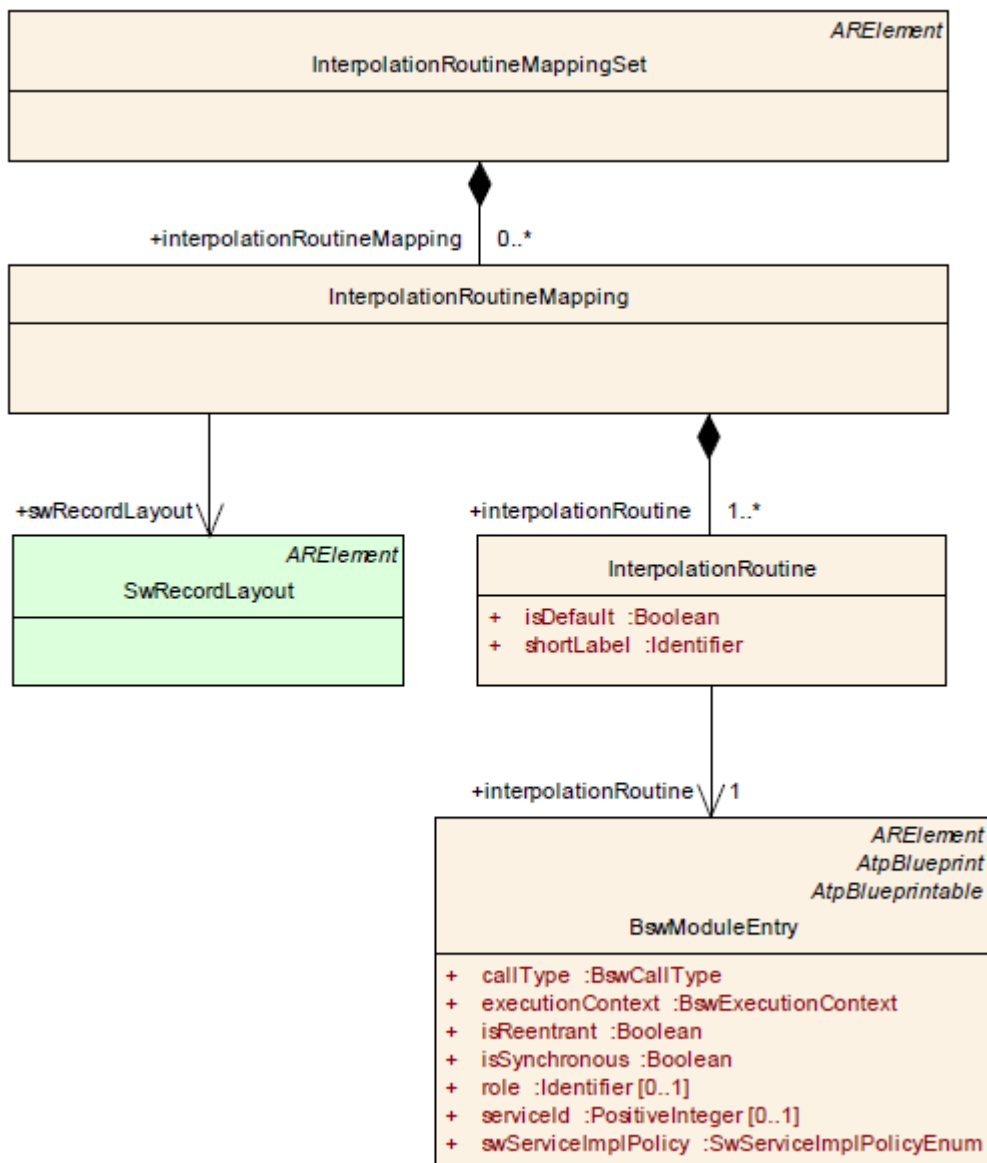 ARElement
InterpolationRoutineMappingSet
+interpolationRoutineMapping 0..*
InterpolationRoutineMapping
+swRecordLayout
+interpolationRoutine 1..*
ARElement
SwRecordLayout
InterpolationRoutine
+ isDefault :Boolean
+ shortLabel :Identifier
+interpolationRoutine 1
ARElement
AtpBlueprint
AtpBlueprintable
BswModuleEntry
+ callType :BswCallType
+ executionContext :BswExecutionContext
+ isReentrant :Boolean
+ isSynchronous :Boolean
+ role :Identifier [0..1]
+ serviceId :PositiveInteger [0..1]
+ swServiceImplPolicy :SwServiceImplPolicyEnum